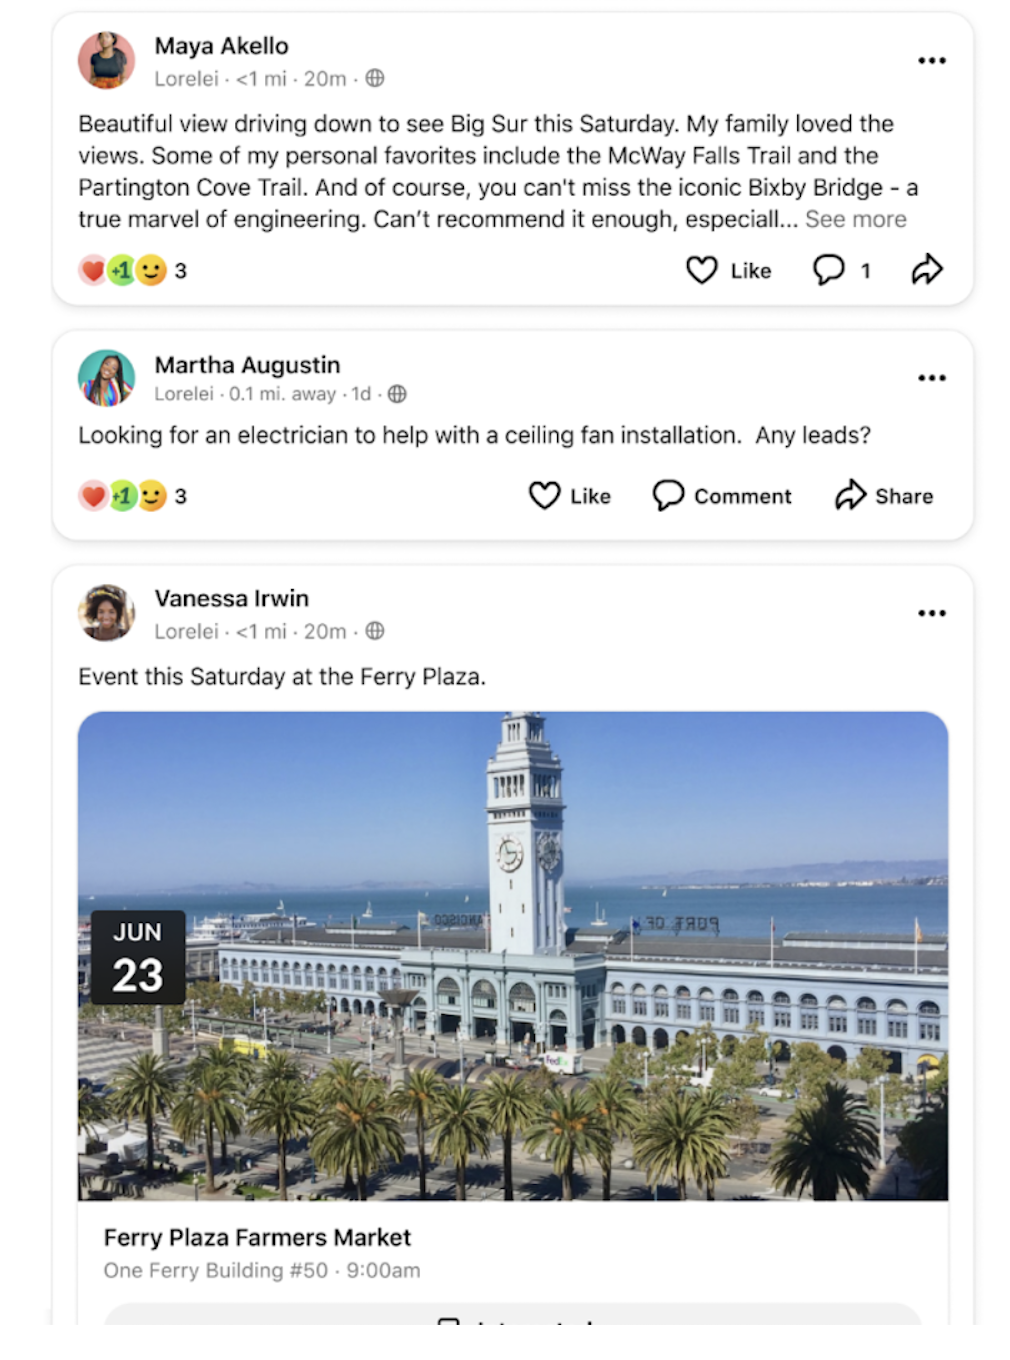 Maya Akello
Lorelei · <1 mi · 20m ·
Beautiful view driving down to see Big Sur this Saturday. My family loved the
views. Some of my personal favorites include the McWay Falls Trail and the
Partington Cove Trail. And of course, you can't miss the iconic Bixby Bridge - a
true marvel of engineering. Can’t recommend it enough, especiall... See more
+1 3 Like 1
Martha Augustin
Lorelei · 0.1 mi. away · 1d ·
Looking for an electrician to help with a ceiling fan installation.  Any leads?
+1 3 Like Comment Share
Vanessa Irwin
Lorelei · <1 mi · 20m ·
Event this Saturday at the Ferry Plaza.
PORT OF
JUN
23
FedEx
Ferry Plaza Farmers Market
One Ferry Building #50 · 9:00am